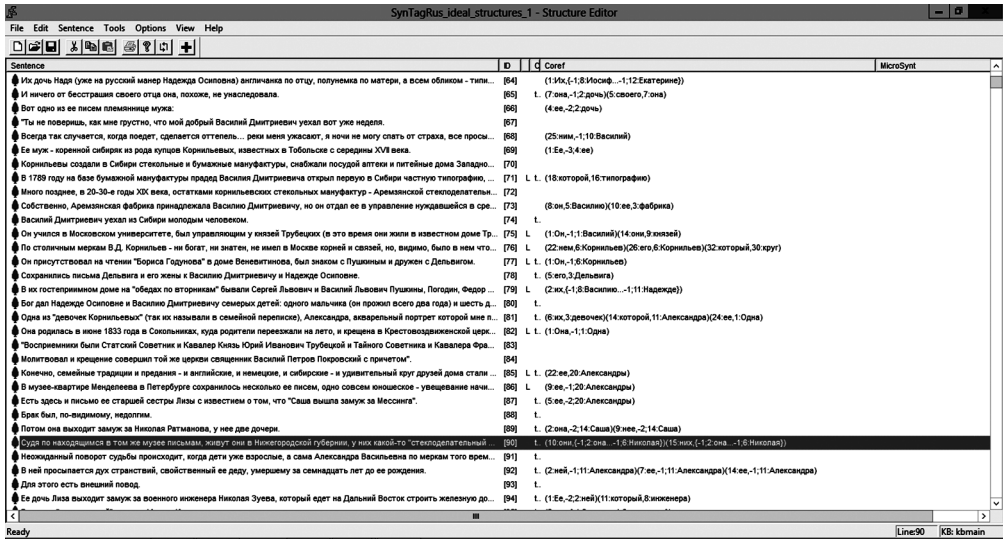 SynTagRus_ideal_structures_1 - Structure Editor
File Edit Sentence Tools Options View Help
Sentence ID C Coref MicroSynt
Их дочь Надя (уже на русский манер Надежда Осиповна) англичанка по отцу, полунемка по матери, а всем обликом - типи... [64] (1:Их,{-1;8:Иосиф...-1;12:Екатерине})
И ничего от бесстрашия своего отца она, похоже, не унаследовала. [65] t.. (7:она,-1;2:дочь)(5:своего,7:она)
Вот одно из ее писем племяннице мужа: [66] (4:ее,-2;2:дочь)
"Ты не поверишь, как мне грустно, что мой добрый Василий Дмитриевич уехал вот уже неделя. [67]
Всегда так случается, когда поедет, сделается оттепель... реки меня ужасают, я ночи не могу спать от страха, все просы... [68] (25:ним,-1;10:Василий)
Ее муж - коренной сибиряк из рода купцов Корнильевых, известных в Тобольске с середины XVII века. [69] (1:Ее,-3;4:ее)
Корнильевы создали в Сибири стекольные и бумажные мануфактуры, снабжали посудой аптеки и питейные дома Западно... [70]
В 1789 году на базе бумажной мануфактуры прадед Василия Дмитриевича открыл первую в Сибири частную типографию, ... [71] L t.. (18:которой,16:типографию)
Много позднее, в 20-30-е годы XIX века, остатками корнильевских стекольных мануфактур - Аремзянской стеклоделательн... [72]
Собственно, Аремзянская фабрика принадлежала Василию Дмитриевичу, но он отдал ее в управление нуждавшейся в сре... [73] (8:он,5:Василию)(10:ее,3:фабрика)
Василий Дмитриевич уехал из Сибири молодым человеком. [74] t..
Он учился в Московском университете, был управляющим у князей Трубецких (в это время они жили в известном доме Тр... [75] L (1:Он,-1;1:Василий)(14:они,9:князей)
По столичным меркам В.Д. Корнильев - ни богат, ни знатен, не имел в Москве корней и связей, но, видимо, было в нем что... [76] L (22:нем,6:Корнильев)(26:его,6:Корнильев)(32:который,30:круг)
Он присутствовал на чтении "Бориса Годунова" в доме Веневитинова, был знаком с Пушкиным и дружен с Дельвигом. [77] L t.. (1:Он,-1;6:Корнильев)
Сохранились письма Дельвига и его жены к Василию Дмитриевичу и Надежде Осиповне. [78] t.. (5:его,3:Дельвига)
В их гостеприимном доме на "обедах по вторникам" бывали Сергей Львович и Василий Львович Пушкины, Погодин, Федор ... [79] L (2:их,{-1;8:Василию...-1;11:Надежде})
Бог дал Надежде Осиповне и Василию Дмитриевичу семерых детей: одного мальчика (он прожил всего два года) и шесть д... [80] t..
Одна из "девочек Корнильевых" (так их называли в семейной переписке), Александра, акварельный портрет которой мне п... [81] t.. (6:их,3:девочек)(14:которой,11:Александра)(24:ее,1:Одна)
Она родилась в июне 1833 года в Сокольниках, куда родители переезжали на лето, и крещена в Крестовоздвиженской церк... [82] L t.. (1:Она,-1;1:Одна)
"Восприемники были Статский Советник и Кавалер Князь Юрий Иванович Трубецкой и Тайного Советника и Кавалера Фра... [83]
Молитвовал и крещение совершил той же церкви священник Василий Петров Покровский с причетом". [84]
Конечно, семейные традиции и предания - и английские, и немецкие, и сибирские - и удивительный круг друзей дома стали ... [85] L t.. (22:ее,20:Александры)
В музее-квартире Менделеева в Петербурге сохранилось несколько ее писем, одно совсем юношеское - увещевание начи... [86] L (9:ее,-1;20:Александры)
Есть здесь и письмо ее старшей сестры Лизы с известием о том, что "Саша вышла замуж за Мессинга". [87] t.. (5:ее,-2;20:Александры)
Брак был, по-видимому, недолгим. [88] t..
Потом она выходит замуж за Николая Ратманова, у нее две дочери. [89] t.. (2:она,-2;14:Саша)(9:нее,-2;14:Саша)
Судя по находящимся в том же музее письмам, живут они в Нижегородской губернии, у них какой-то "стеклоделательный ... [90] t.. (10:они,{-1;2:она...-1;6:Николая})(15:них,{-1;2:она...-1;6:Николая})
Неожиданный поворот судьбы происходит, когда дети уже взрослые, а сама Александра Васильевна по меркам того врем... [91] t..
В ней просыпается дух странствий, свойственный ее деду, умершему за семнадцать лет до ее рождения. [92] t.. (2:ней,-1;11:Александра)(7:ее,-1;11:Александра)(14:ее,-1;11:Александра)
Для этого есть внешний повод. [93] t..
Ее дочь Лиза выходит замуж за военного инженера Николая Зуева, который едет на Дальний Восток строить железную до... [94] t.. (1:Ее,-2;2:ней)(11:который,8:инженера)
Ready Line:90 KB: kbmain